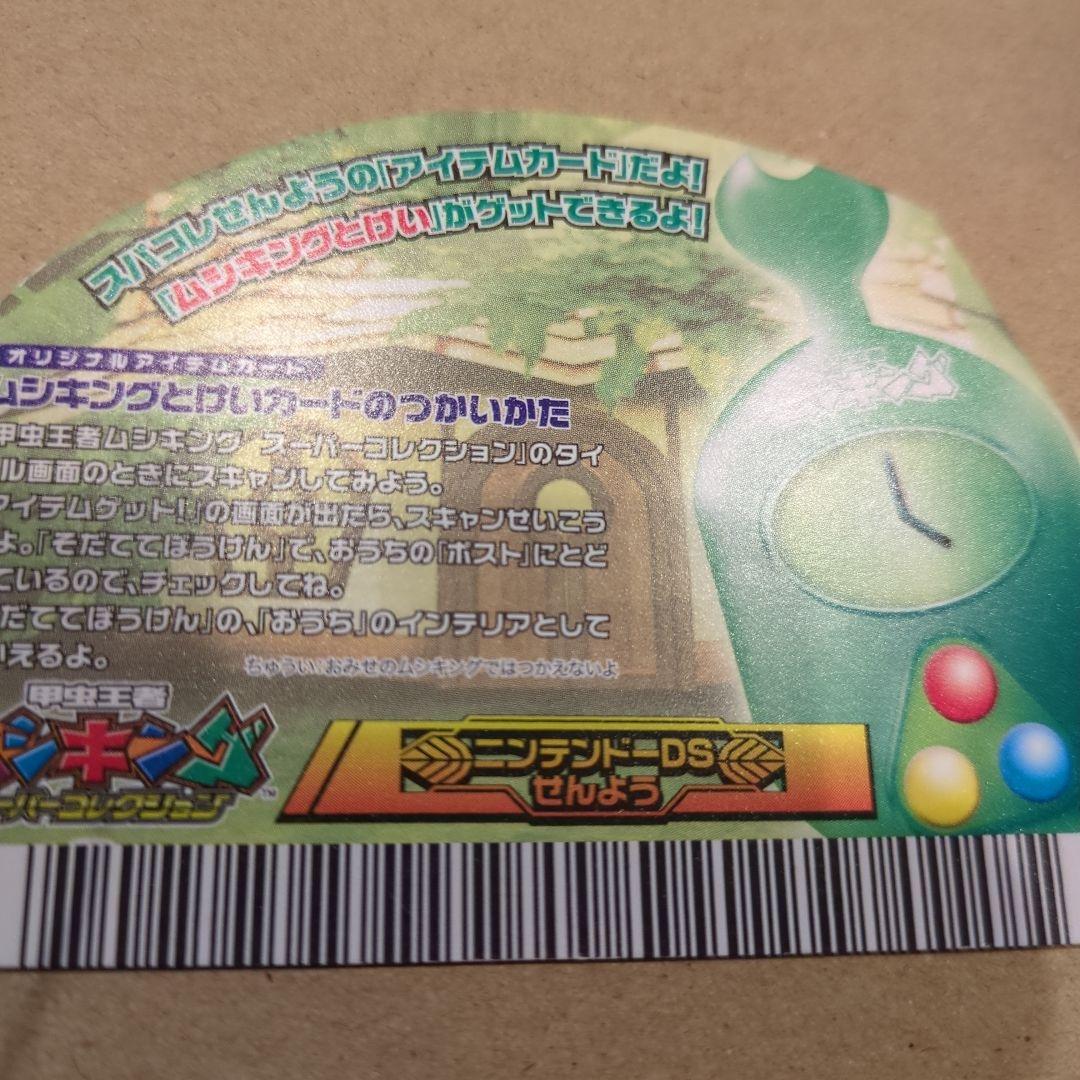 スパコレせんようの「アイテムカード」だよ!
「ムシキングとけい」がゲットできるよ!
オリジナルアイテムカード
ムシキングとけいカードのつかいかた
甲虫王者ムシキング スーパーコレクション」のタイ
ル画面のときにスキャンしてみよう。
アイテムゲット!」の画面が出たら、スキャンせいこう
よ。「そだててぼうけん」で、おうちの「ポスト」にとど
ているので、チェックしてね。
だててぼうけん」の、「おうち」のインテリアとして
えるよ。
ちゅうい:おみせのムシキングではつかえないよ
甲虫王者
シキング
TM
ーパーコレクション
ニンテンドーDS
せんよう